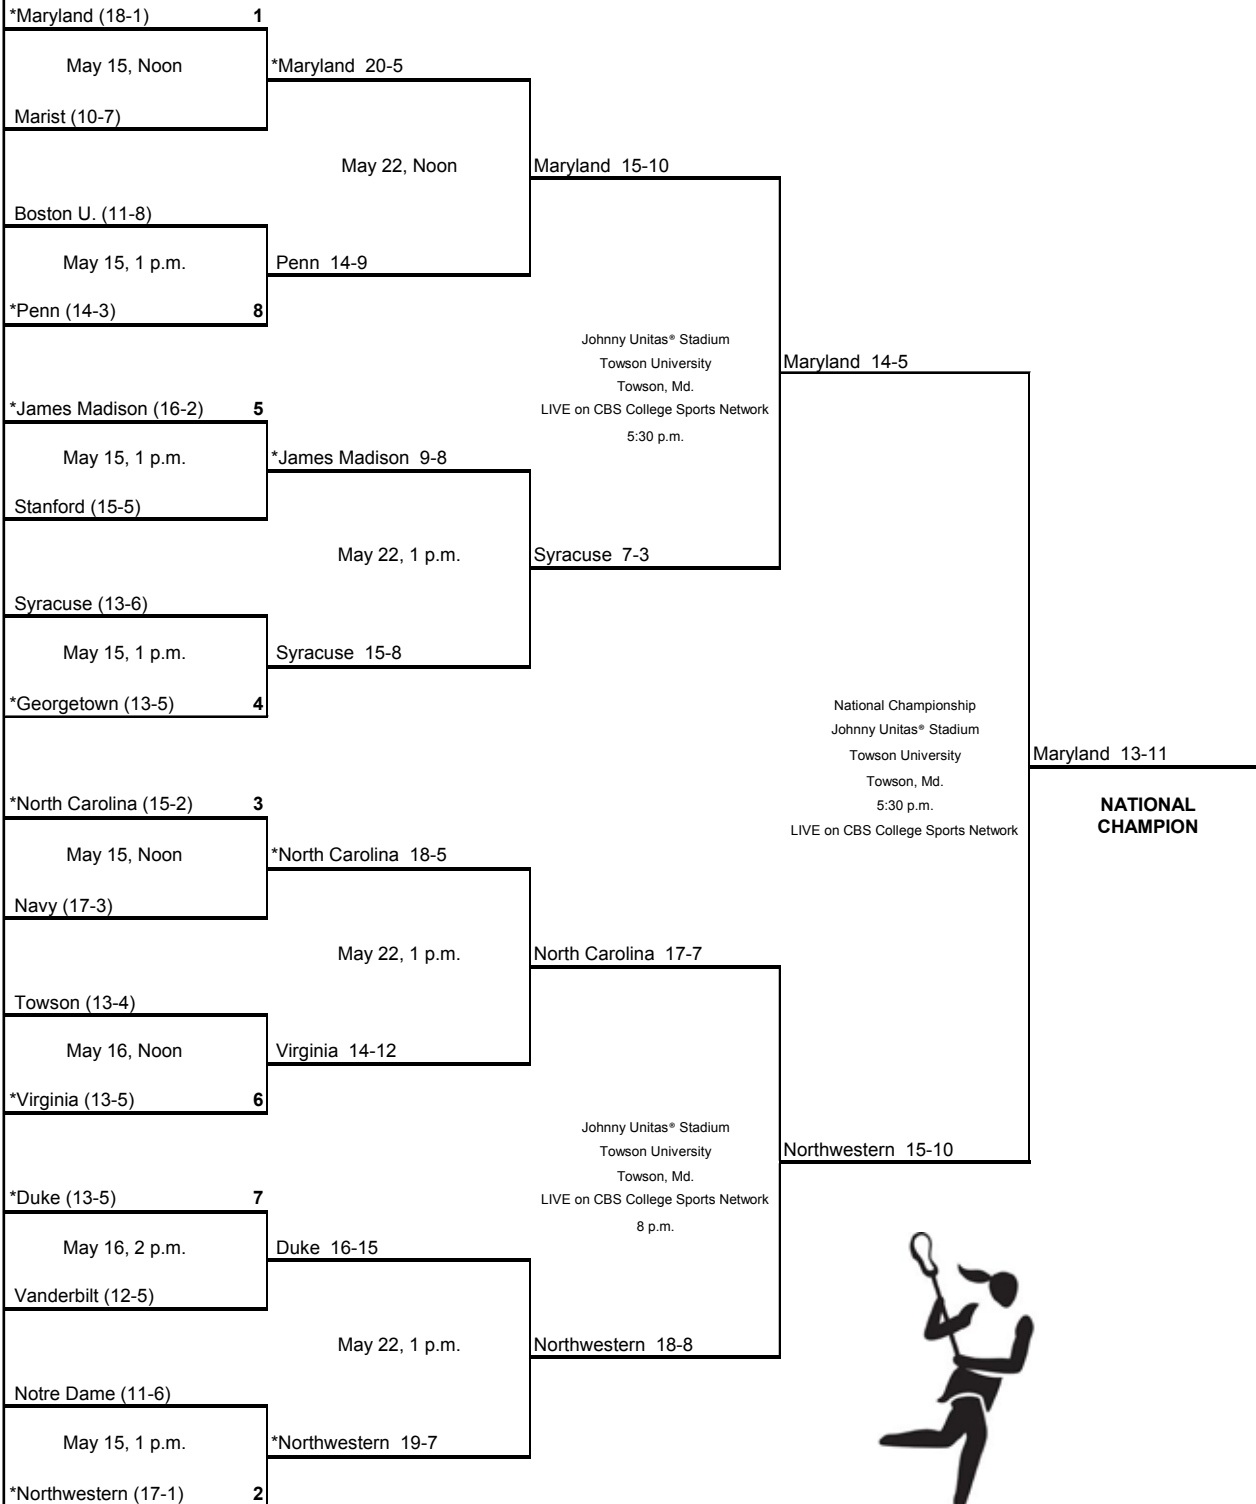 *Maryland (18-1) 1
May 15, Noon
*Maryland 20-5
Marist (10-7)
May 22, Noon
Maryland 15-10
Boston U. (11-8)
May 15, 1 p.m.
Penn 14-9
*Penn (14-3) 8
Johnny Unitas® Stadium
Towson University
Towson, Md.
LIVE on CBS College Sports Network
5:30 p.m.
Maryland 14-5
*James Madison (16-2) 5
May 15, 1 p.m.
*James Madison 9-8
Stanford (15-5)
May 22, 1 p.m.
Syracuse 7-3
Syracuse (13-6)
May 15, 1 p.m.
Syracuse 15-8
*Georgetown (13-5) 4
National Championship
Johnny Unitas® Stadium
Towson University
Towson, Md.
5:30 p.m.
LIVE on CBS College Sports Network
Maryland 13-11
NATIONAL
CHAMPION
*North Carolina (15-2) 3
May 15, Noon
*North Carolina 18-5
Navy (17-3)
May 22, 1 p.m.
North Carolina 17-7
Towson (13-4)
May 16, Noon
Virginia 14-12
*Virginia (13-5) 6
Johnny Unitas® Stadium
Towson University
Towson, Md.
LIVE on CBS College Sports Network
8 p.m.
Northwestern 15-10
*Duke (13-5) 7
May 16, 2 p.m.
Duke 16-15
Vanderbilt (12-5)
May 22, 1 p.m.
Northwestern 18-8
Notre Dame (11-6)
May 15, 1 p.m.
*Northwestern 19-7
*Northwestern (17-1) 2